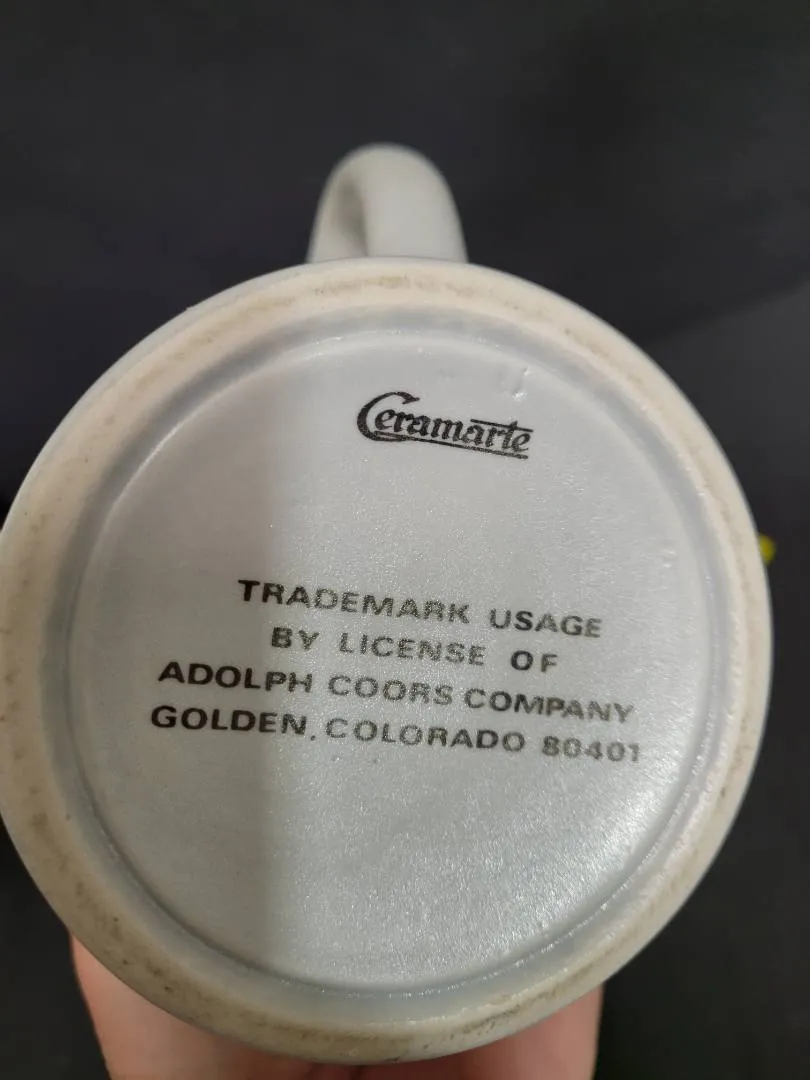 Ceramarte
TRADEMARK USAGE
BY LICENSE OF
ADOLPH COORS COMPANY
GOLDEN, COLORADO 80401